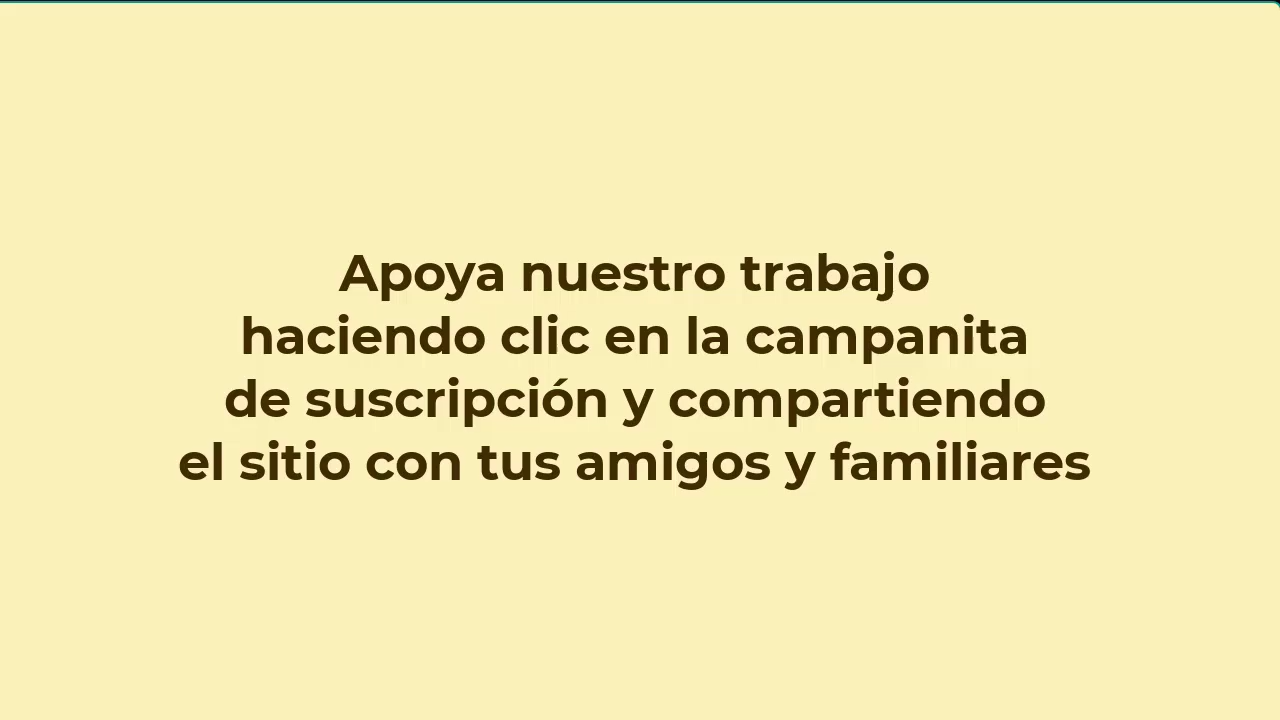 Apoya nuestro trabajo
haciendo clic en la campanita
de suscripción y compartiendo
el sitio con tus amigos y familiares